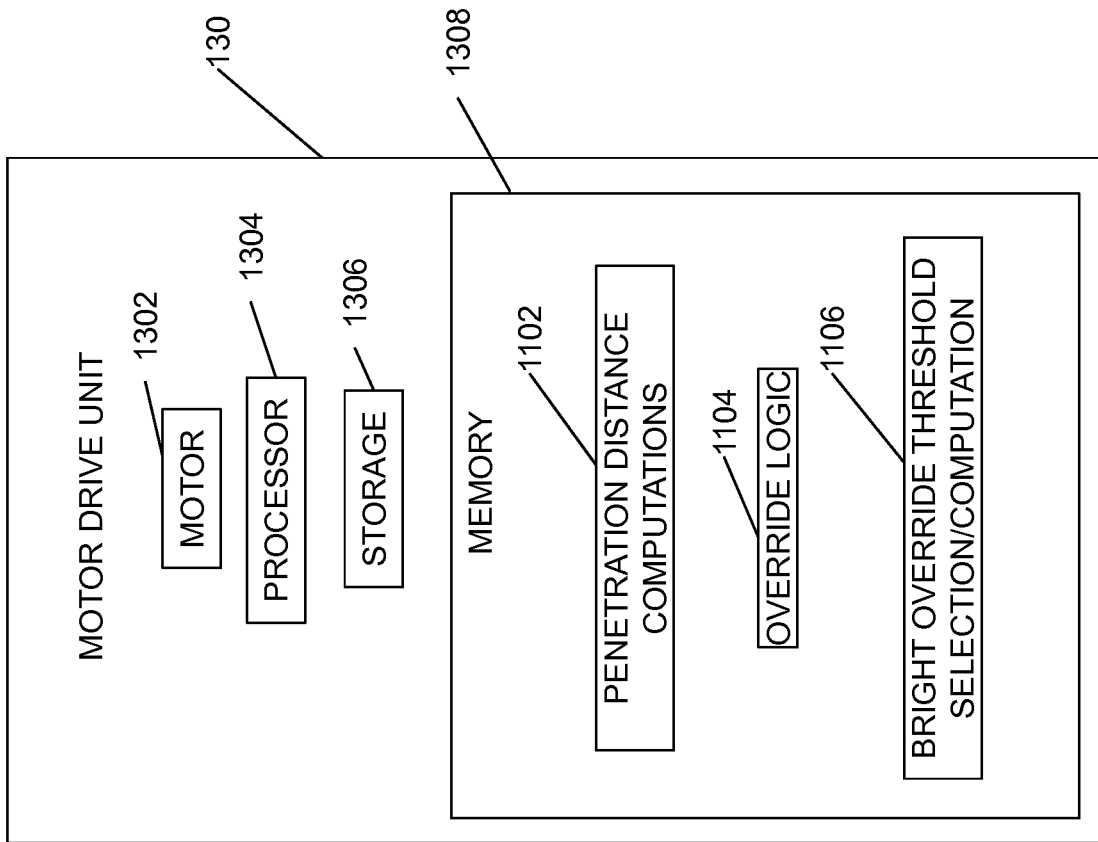 130
1308
MOTOR DRIVE UNIT
1302
MOTOR
1304
PROCESSOR
1306
STORAGE
MEMORY
1102
PENETRATION DISTANCE
COMPUTATIONS
1104
OVERRIDE LOGIC
1106
BRIGHT OVERRIDE THRESHOLD
SELECTION/COMPUTATION